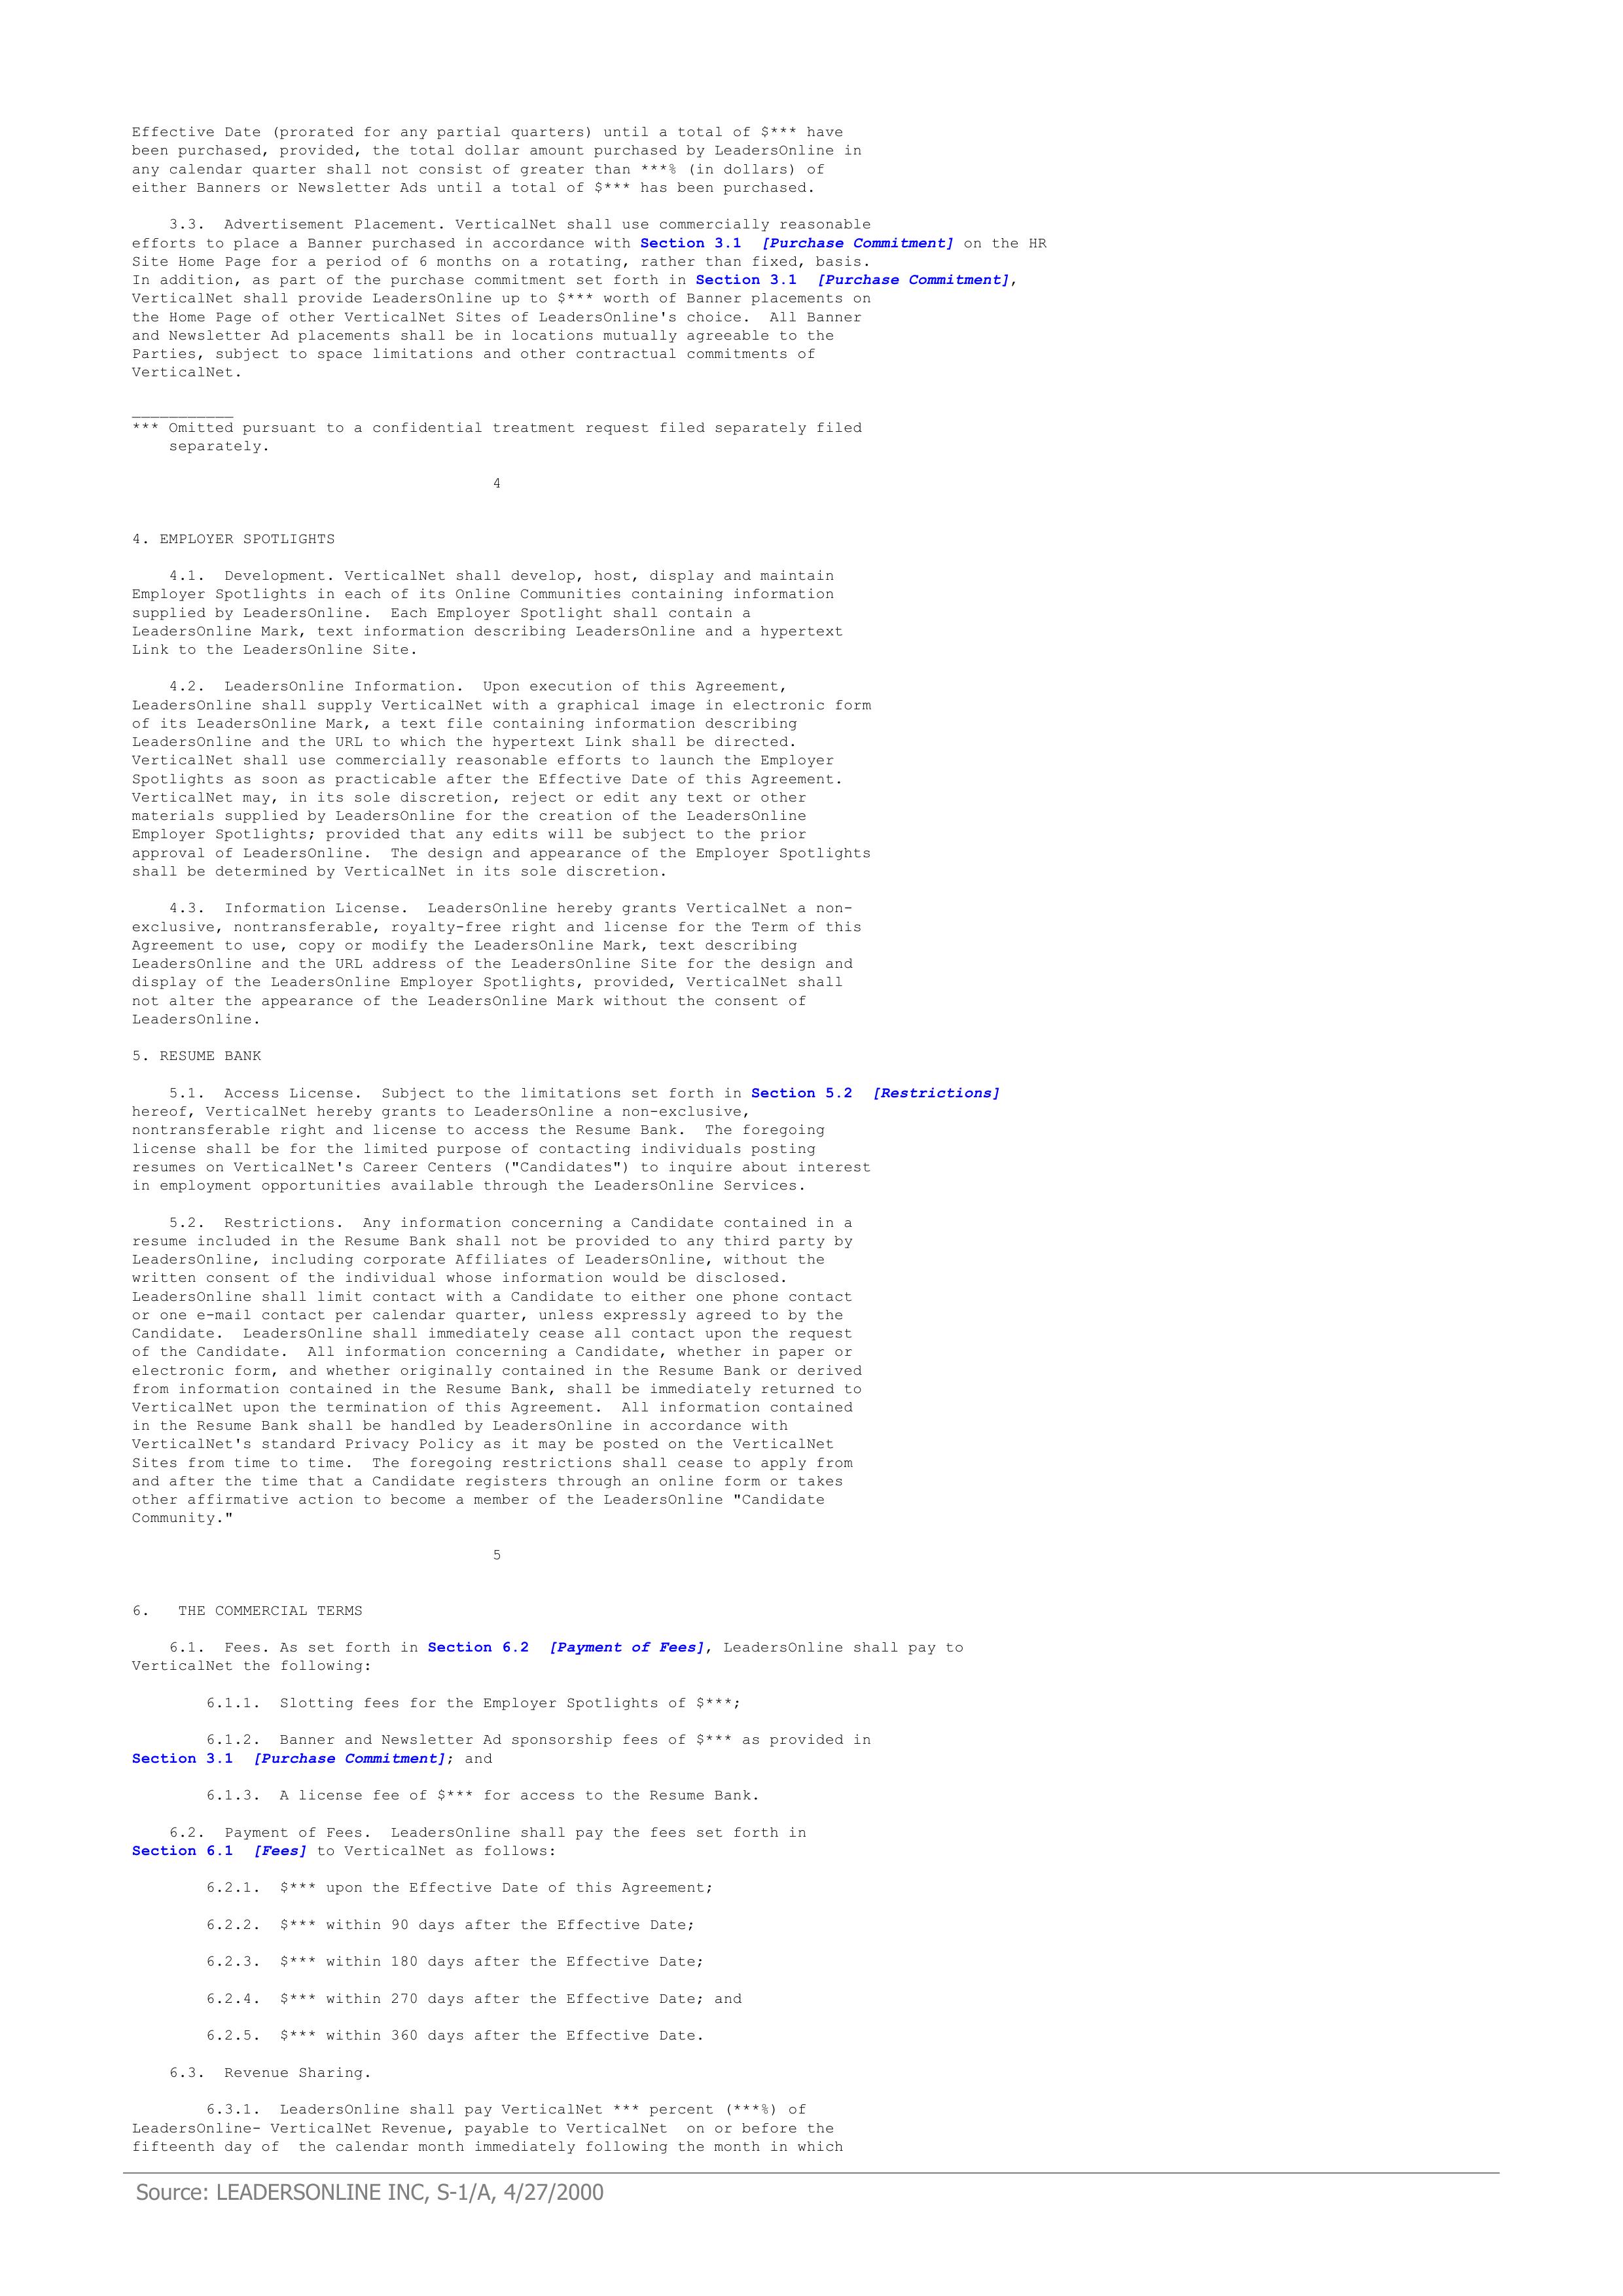 Effective Date (prorated for any partial quarters) until a total of $*** have
been purchased, provided, the total dollar amount purchased by LeadersOnline in
any calendar quarter shall not consist of greater than ***% (in dollars) of
either Banners or Newsletter Ads until a total of $*** has been purchased.
3.3. Advertisement Placement. VerticalNet shall use commercially reasonable
efforts to place a Banner purchased in accordance with Section 3.1 [Purchase Commitment] on the HR
Site Home Page for a period of 6 months on a rotating, rather than fixed, basis.
In addition, as part of the purchase commitment set forth in Section 3.1 [Purchase Commitment],
VerticalNet shall provide LeadersOnline up to $*** worth of Banner placements on
the Home Page of other VerticalNet Sites of LeadersOnline's choice. All Banner
and Newsletter Ad placements shall be in locations mutually agreeable to the
Parties, subject to space limitations and other contractual commitments of
VerticalNet.
___________
*** Omitted pursuant to a confidential treatment request filed separately filed
separately.
4
4. EMPLOYER SPOTLIGHTS
4.1. Development. VerticalNet shall develop, host, display and maintain
Employer Spotlights in each of its Online Communities containing information
supplied by LeadersOnline. Each Employer Spotlight shall contain a
LeadersOnline Mark, text information describing LeadersOnline and a hypertext
Link to the LeadersOnline Site.
4.2. LeadersOnline Information. Upon execution of this Agreement,
LeadersOnline shall supply VerticalNet with a graphical image in electronic form
of its LeadersOnline Mark, a text file containing information describing
LeadersOnline and the URL to which the hypertext Link shall be directed.
VerticalNet shall use commercially reasonable efforts to launch the Employer
Spotlights as soon as practicable after the Effective Date of this Agreement.
VerticalNet may, in its sole discretion, reject or edit any text or other
materials supplied by LeadersOnline for the creation of the LeadersOnline
Employer Spotlights; provided that any edits will be subject to the prior
approval of LeadersOnline. The design and appearance of the Employer Spotlights
shall be determined by VerticalNet in its sole discretion.
4.3. Information License. LeadersOnline hereby grants VerticalNet a non-
exclusive, nontransferable, royalty-free right and license for the Term of this
Agreement to use, copy or modify the LeadersOnline Mark, text describing
LeadersOnline and the URL address of the LeadersOnline Site for the design and
display of the LeadersOnline Employer Spotlights, provided, VerticalNet shall
not alter the appearance of the LeadersOnline Mark without the consent of
LeadersOnline.
5. RESUME BANK
5.1. Access License. Subject to the limitations set forth in Section 5.2 [Restrictions]
hereof, VerticalNet hereby grants to LeadersOnline a non-exclusive,
nontransferable right and license to access the Resume Bank. The foregoing
license shall be for the limited purpose of contacting individuals posting
resumes on VerticalNet's Career Centers ("Candidates") to inquire about interest
in employment opportunities available through the LeadersOnline Services.
5.2. Restrictions. Any information concerning a Candidate contained in a
resume included in the Resume Bank shall not be provided to any third party by
LeadersOnline, including corporate Affiliates of LeadersOnline, without the
written consent of the individual whose information would be disclosed.
LeadersOnline shall limit contact with a Candidate to either one phone contact
or one e-mail contact per calendar quarter, unless expressly agreed to by the
Candidate. LeadersOnline shall immediately cease all contact upon the request
of the Candidate. All information concerning a Candidate, whether in paper or
electronic form, and whether originally contained in the Resume Bank or derived
from information contained in the Resume Bank, shall be immediately returned to
VerticalNet upon the termination of this Agreement. All information contained
in the Resume Bank shall be handled by LeadersOnline in accordance with
VerticalNet's standard Privacy Policy as it may be posted on the VerticalNet
Sites from time to time. The foregoing restrictions shall cease to apply from
and after the time that a Candidate registers through an online form or takes
other affirmative action to become a member of the LeadersOnline "Candidate
Community."
5
6. THE COMMERCIAL TERMS
6.1. Fees. As set forth in Section 6.2 [Payment of Fees], LeadersOnline shall pay to
VerticalNet the following:
6.1.1. Slotting fees for the Employer Spotlights of $***;
6.1.2. Banner and Newsletter Ad sponsorship fees of $*** as provided in
Section 3.1 [Purchase Commitment]; and
6.1.3. A license fee of $*** for access to the Resume Bank.
6.2. Payment of Fees. LeadersOnline shall pay the fees set forth in
Section 6.1 [Fees] to VerticalNet as follows:
6.2.1. $*** upon the Effective Date of this Agreement;
6.2.2. $*** within 90 days after the Effective Date;
6.2.3. $*** within 180 days after the Effective Date;
6.2.4. $*** within 270 days after the Effective Date; and
6.2.5. $*** within 360 days after the Effective Date.
6.3. Revenue Sharing.
6.3.1. LeadersOnline shall pay VerticalNet *** percent (***%) of
LeadersOnline- VerticalNet Revenue, payable to VerticalNet on or before the
fifteenth day of the calendar month immediately following the month in which
Source: LEADERSONLINE INC, S-1/A, 4/27/2000